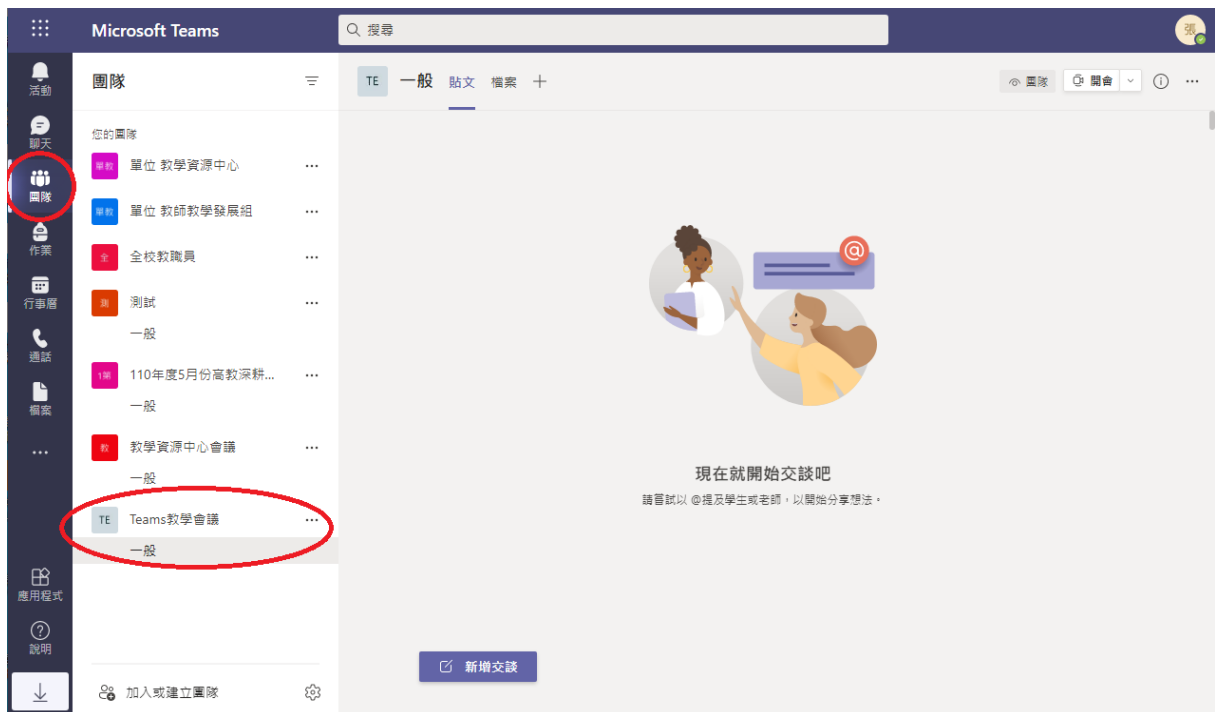 Microsoft Teams
搜尋
張
活動
聊天
團隊
作業
行事曆
通話
檔案
應用程式
說明
團隊
您的團隊
單教 單位 教學資源中心
單教 單位 教師教學發展組
全 全校教職員
測 測試
一般
1第 110年度5月份高教深耕...
一般
教 教學資源中心會議
一般
TE Teams教學會議
一般
加入或建立團隊
TE 一般 貼文 檔案
團隊 開會
@
現在就開始交談吧
請嘗試以 @提及學生或老師,以開始分享想法。
新增交談